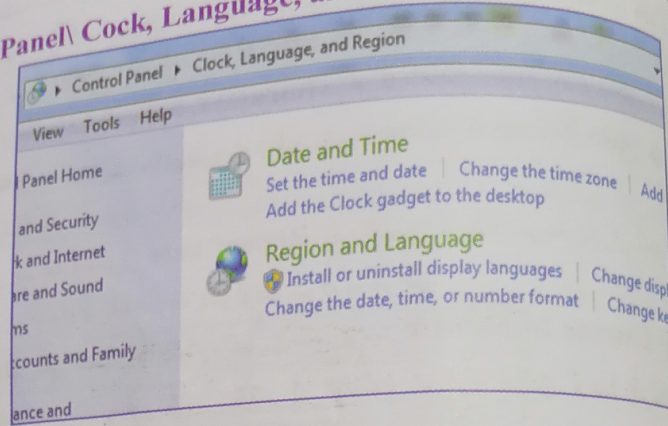 Panel\ Cock, Language,
Control Panel ▸ Clock, Language, and Region
View Tools Help
Panel Home
and Security
k and Internet
are and Sound
ms
counts and Family
ance and
Date and Time
Set the time and date | Change the time zone | Add
Add the Clock gadget to the desktop
Region and Language
Install or uninstall display languages | Change displ
Change the date, time, or number format | Change ke